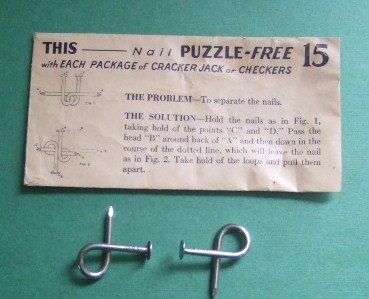 THIS — Nail PUZZLE-FREE 15
with EACH PACKAGE of CRACKER JACK or CHECKERS
THE PROBLEM—To separate the nails.
THE SOLUTION—Hold the nails as in Fig. 1,
taking hold of the points "C" and "D." Pass the
head "B" around back of "A" and then down in the
course of the dotted line, which will leave the nail
as in Fig. 2. Take hold of the loops and pull them
apart.